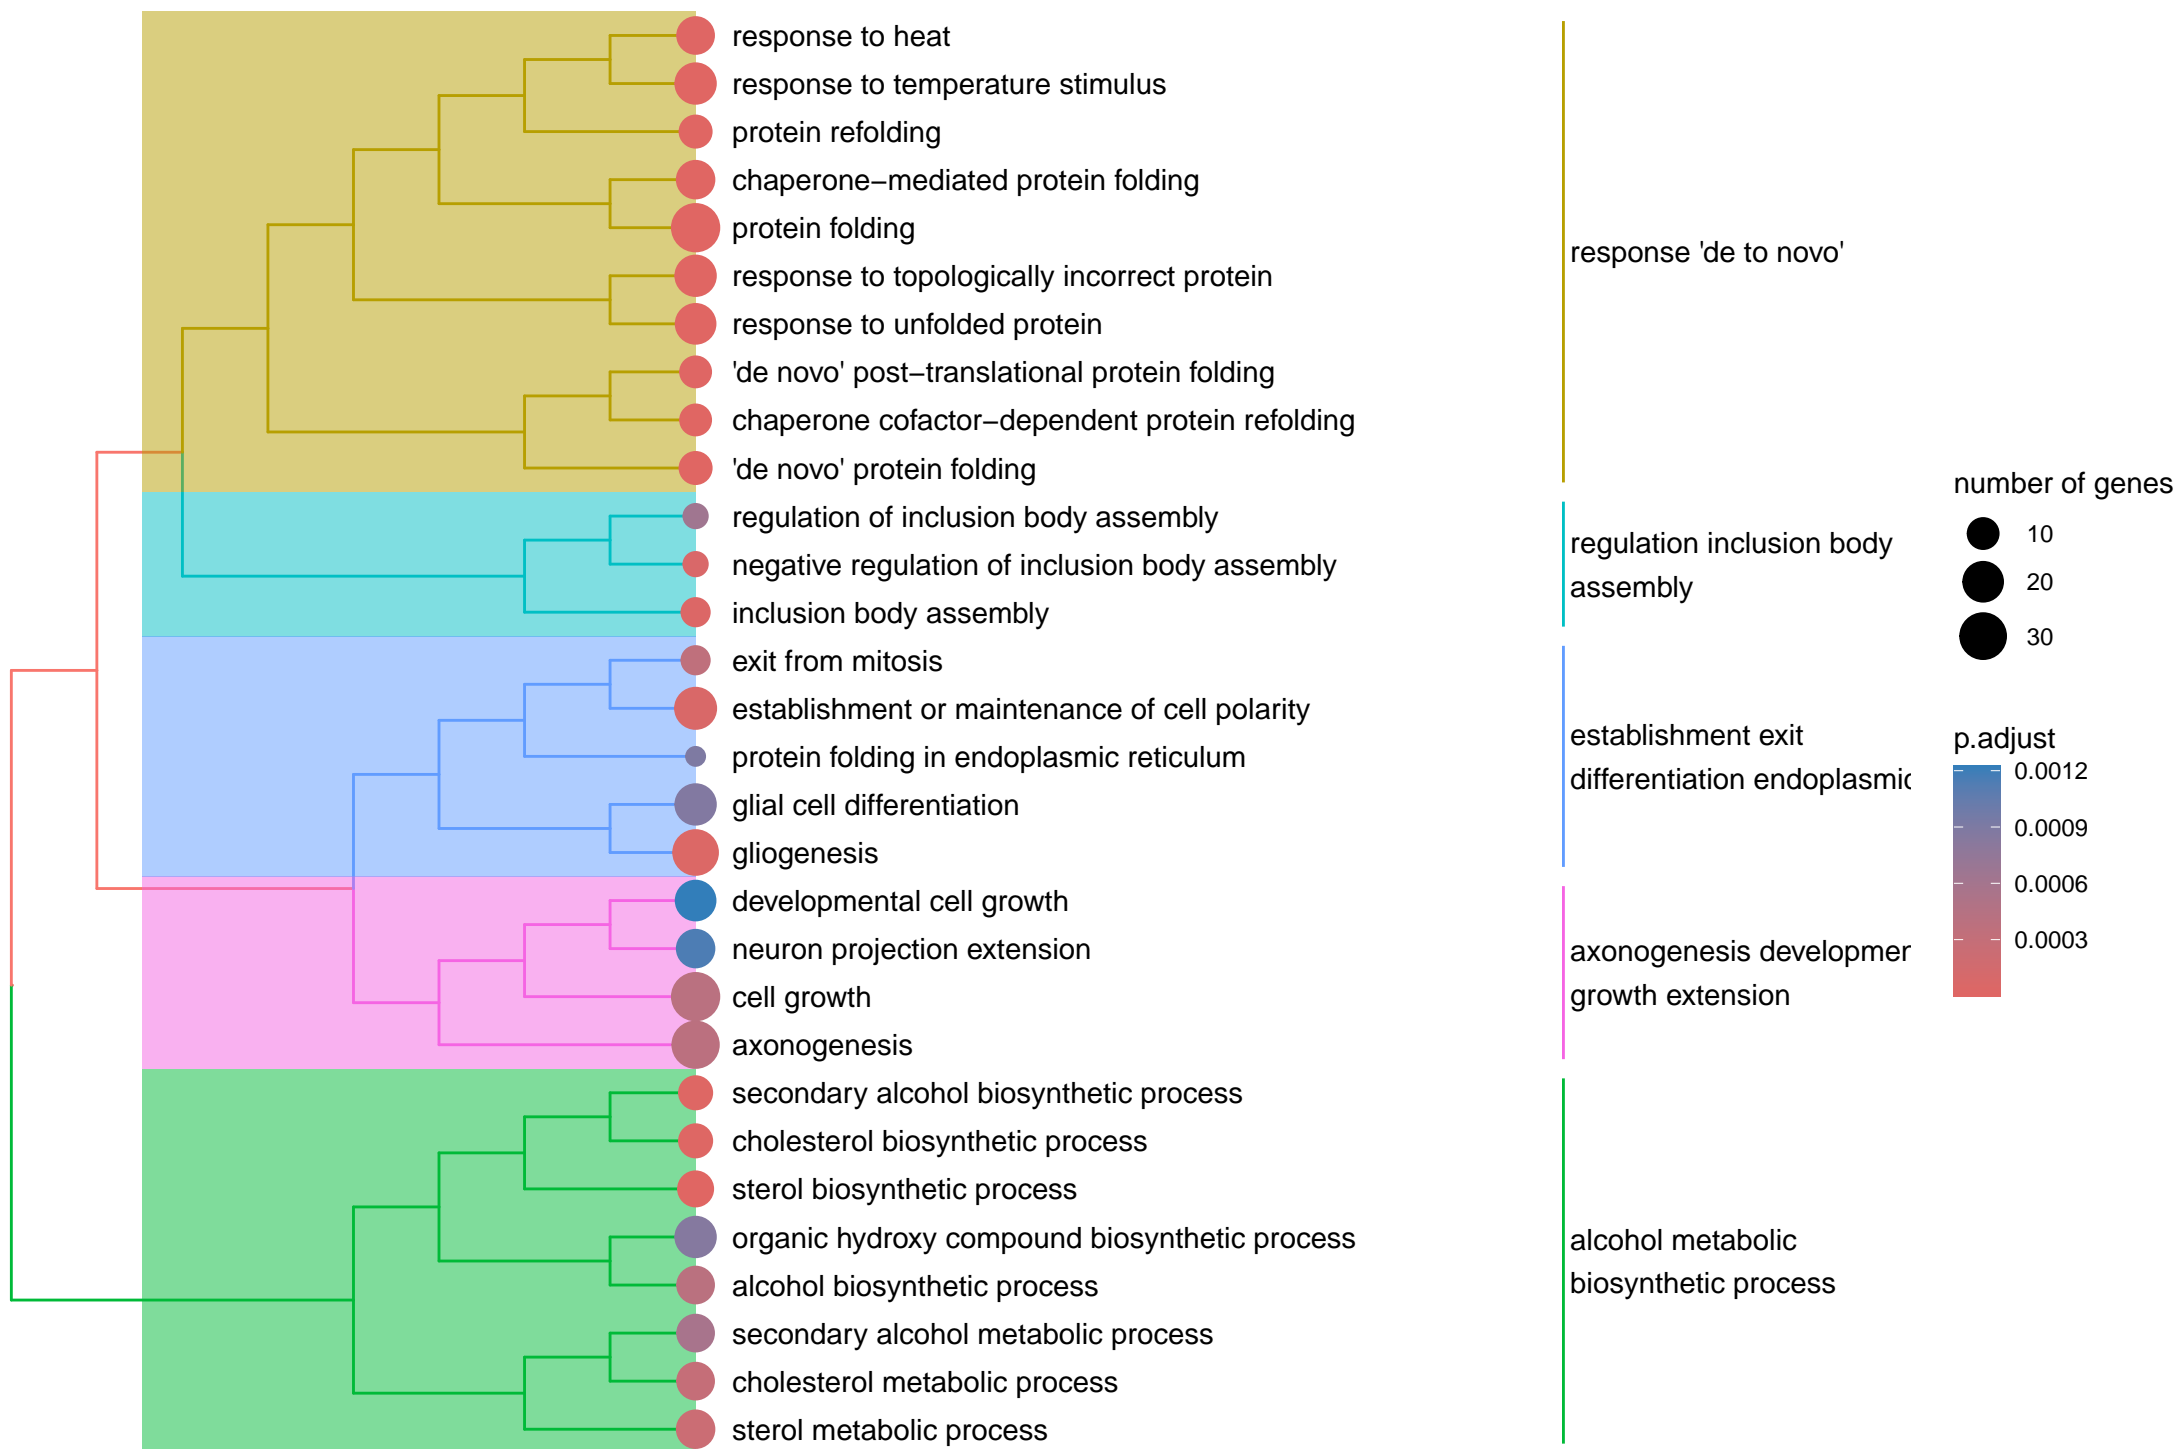 response to heat
response to temperature stimulus
protein refolding
chaperone−mediated protein folding
protein folding
response to topologically incorrect protein
response to unfolded protein
'de novo' post−translational protein folding
chaperone cofactor−dependent protein refolding
'de novo' protein folding
regulation of inclusion body assembly
negative regulation of inclusion body assembly
inclusion body assembly
exit from mitosis
establishment or maintenance of cell polarity
protein folding in endoplasmic reticulum
glial cell differentiation
gliogenesis
developmental cell growth
neuron projection extension
cell growth
axonogenesis
secondary alcohol biosynthetic process
cholesterol biosynthetic process
sterol biosynthetic process
organic hydroxy compound biosynthetic process
alcohol biosynthetic process
secondary alcohol metabolic process
cholesterol metabolic process
sterol metabolic process
response 'de to novo'
regulation inclusion body
assembly
establishment exit
differentiation endoplasmic
axonogenesis developmen
growth extension
alcohol metabolic
biosynthetic process
number of genes
10
20
30
p.adjust
0.0012
0.0009
0.0006
0.0003